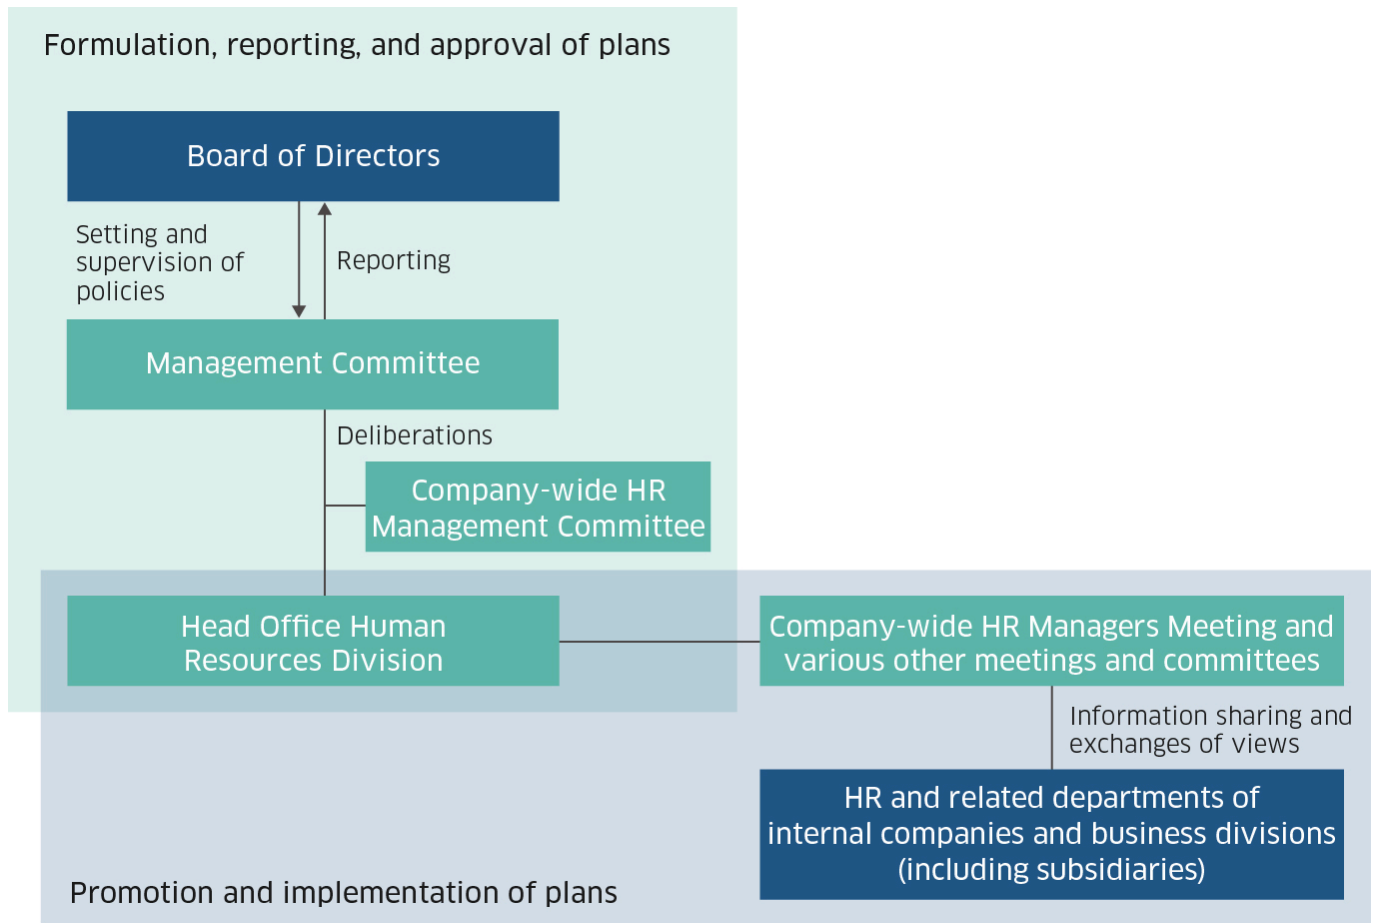 Formulation, reporting, and approval of plans
Board of Directors
Setting and
supervision of
policies
Reporting
Management Committee
Deliberations
Company-wide HR
Management Committee
Head Office Human
Resources Division
Company-wide HR Managers Meeting and
various other meetings and committees
Information sharing and
exchanges of views
HR and related departments of
internal companies and business divisions
(including subsidiaries)
Promotion and implementation of plans